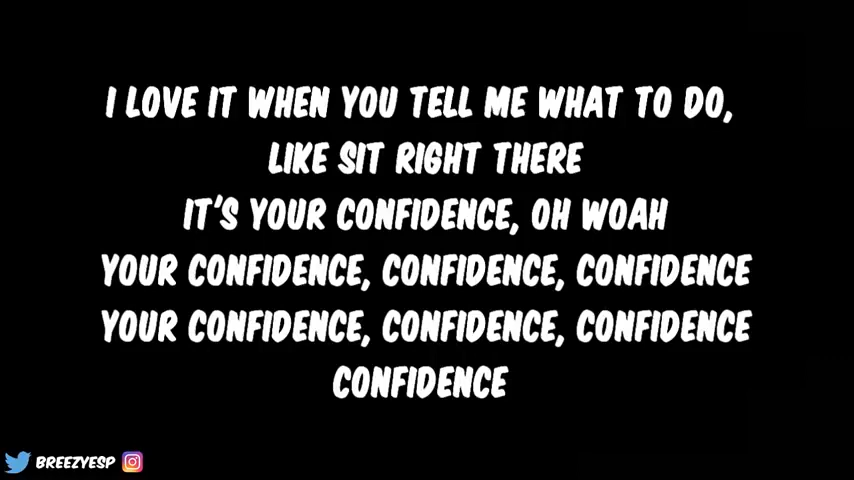 I LOVE IT WHEN YOU TELL ME WHAT TO DO,
LIKE SIT RIGHT THERE
IT'S YOUR CONFIDENCE, OH WOAH
YOUR CONFIDENCE, CONFIDENCE, CONFIDENCE
YOUR CONFIDENCE, CONFIDENCE, CONFIDENCE
CONFIDENCE
BREEZYESP